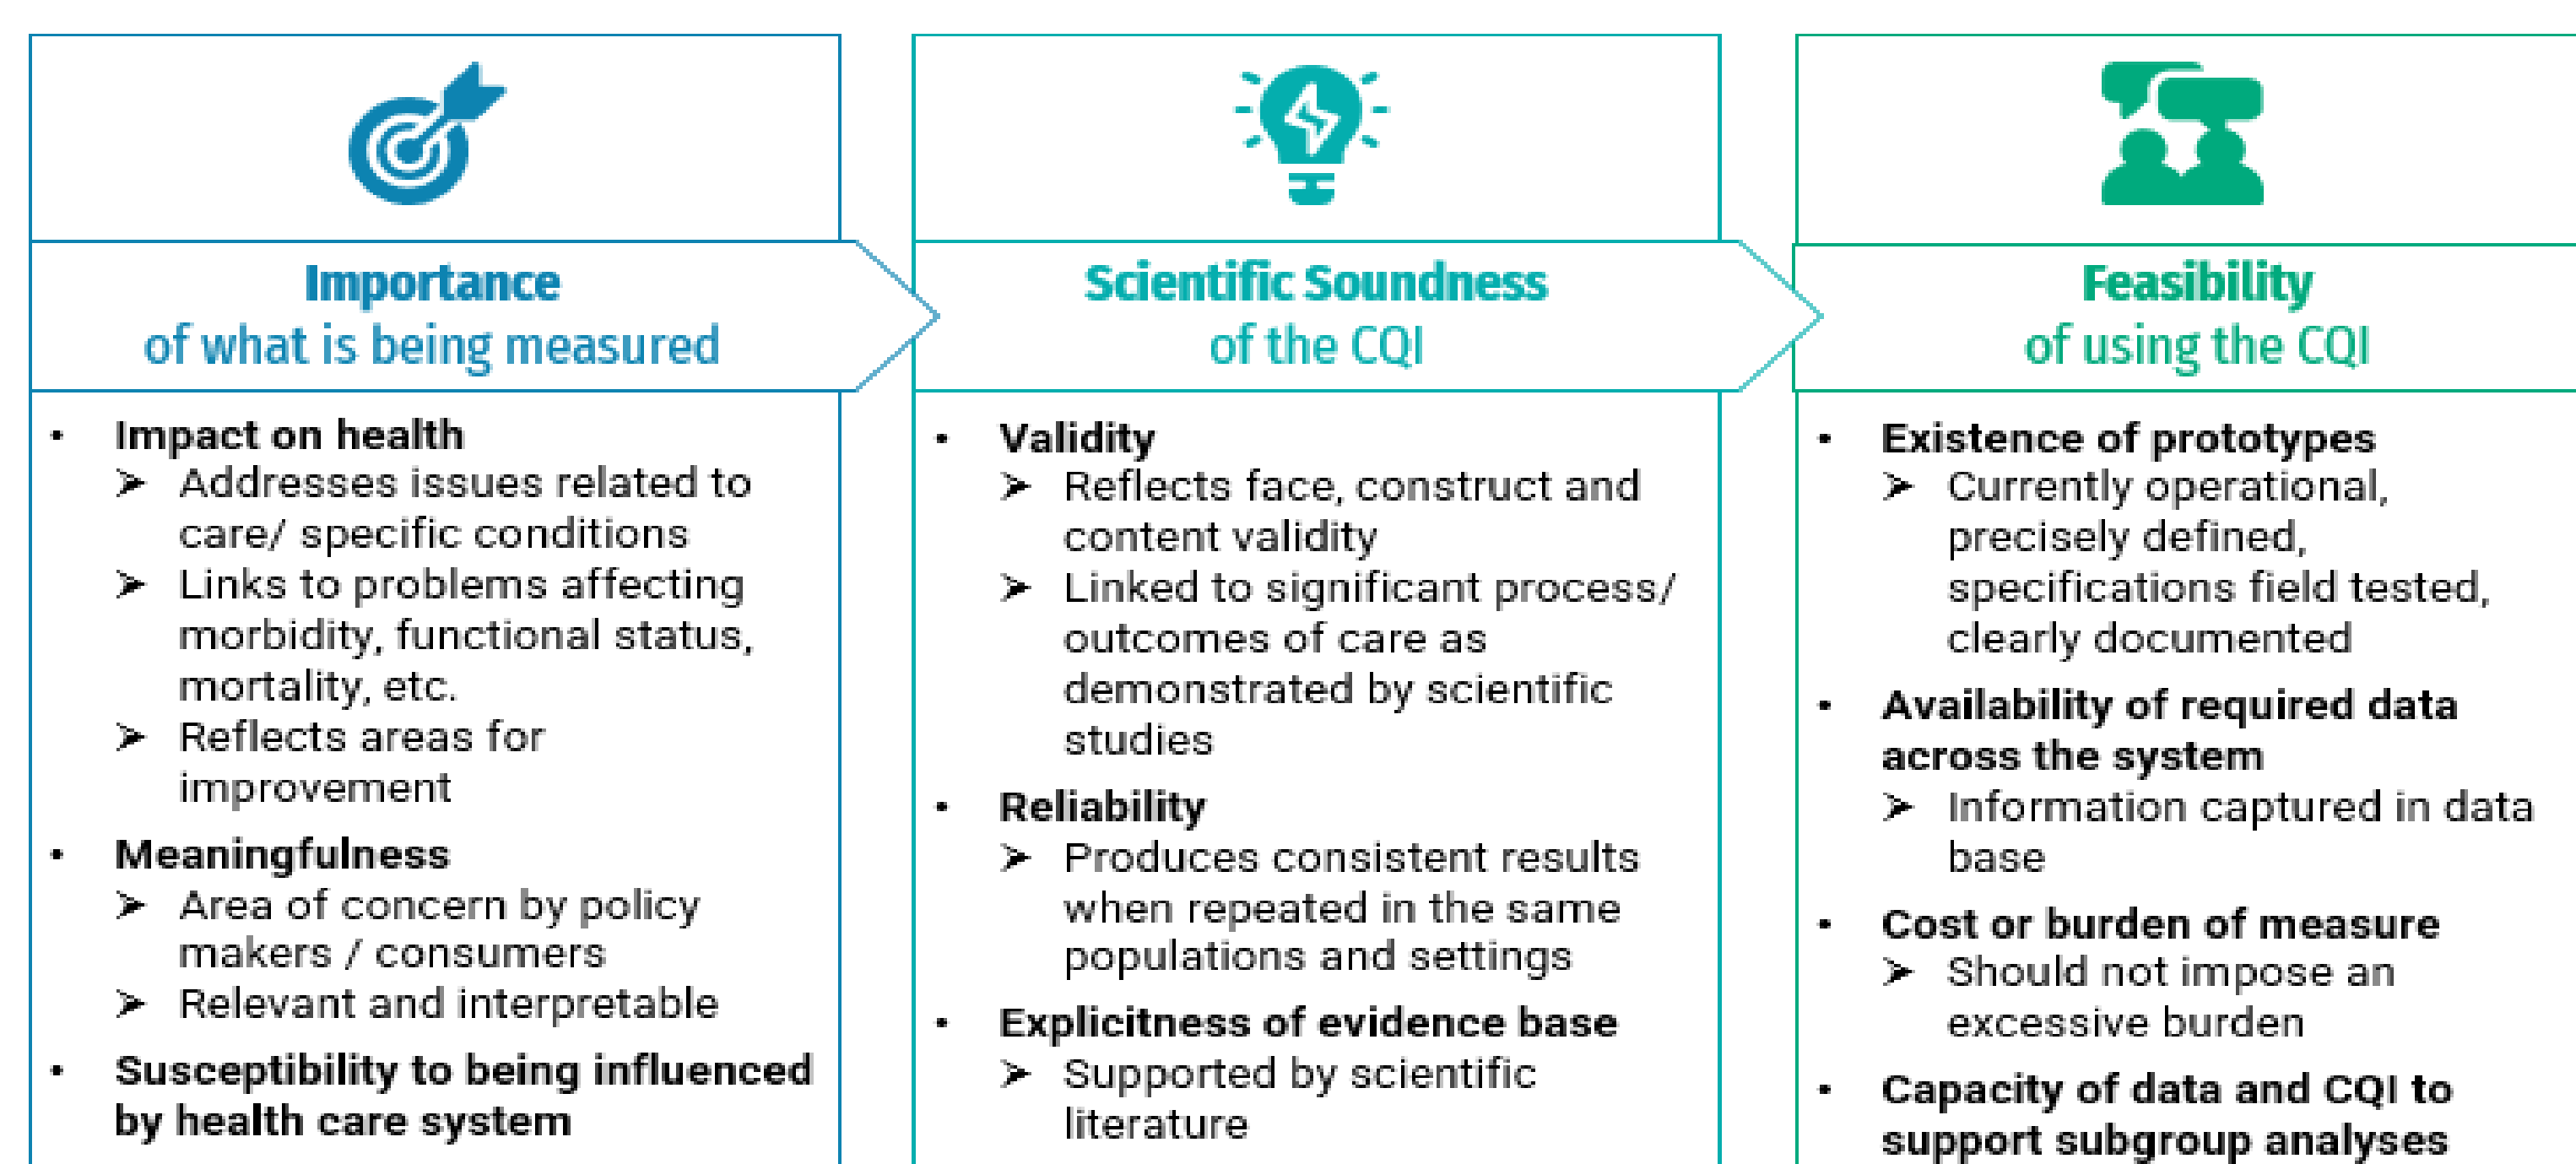 Importance
of what is being measured
• Impact on health
➤ Addresses issues related to
care/ specific conditions
➤ Links to problems affecting
morbidity, functional status,
mortality, etc.
➤ Reflects areas for
improvement
• Meaningfulness
➤ Area of concern by policy
makers / consumers
➤ Relevant and interpretable
• Susceptibility to being influenced
by health care system
Scientific Soundness
of the CQI
• Validity
➤ Reflects face, construct and
content validity
➤ Linked to significant process/
outcomes of care as
demonstrated by scientific
studies
• Reliability
➤ Produces consistent results
when repeated in the same
populations and settings
• Explicitness of evidence base
➤ Supported by scientific
literature
Feasibility
of using the CQI
• Existence of prototypes
➤ Currently operational,
precisely defined,
specifications field tested,
clearly documented
• Availability of required data
across the system
➤ Information captured in data
base
• Cost or burden of measure
➤ Should not impose an
excessive burden
• Capacity of data and CQI to
support subgroup analyses